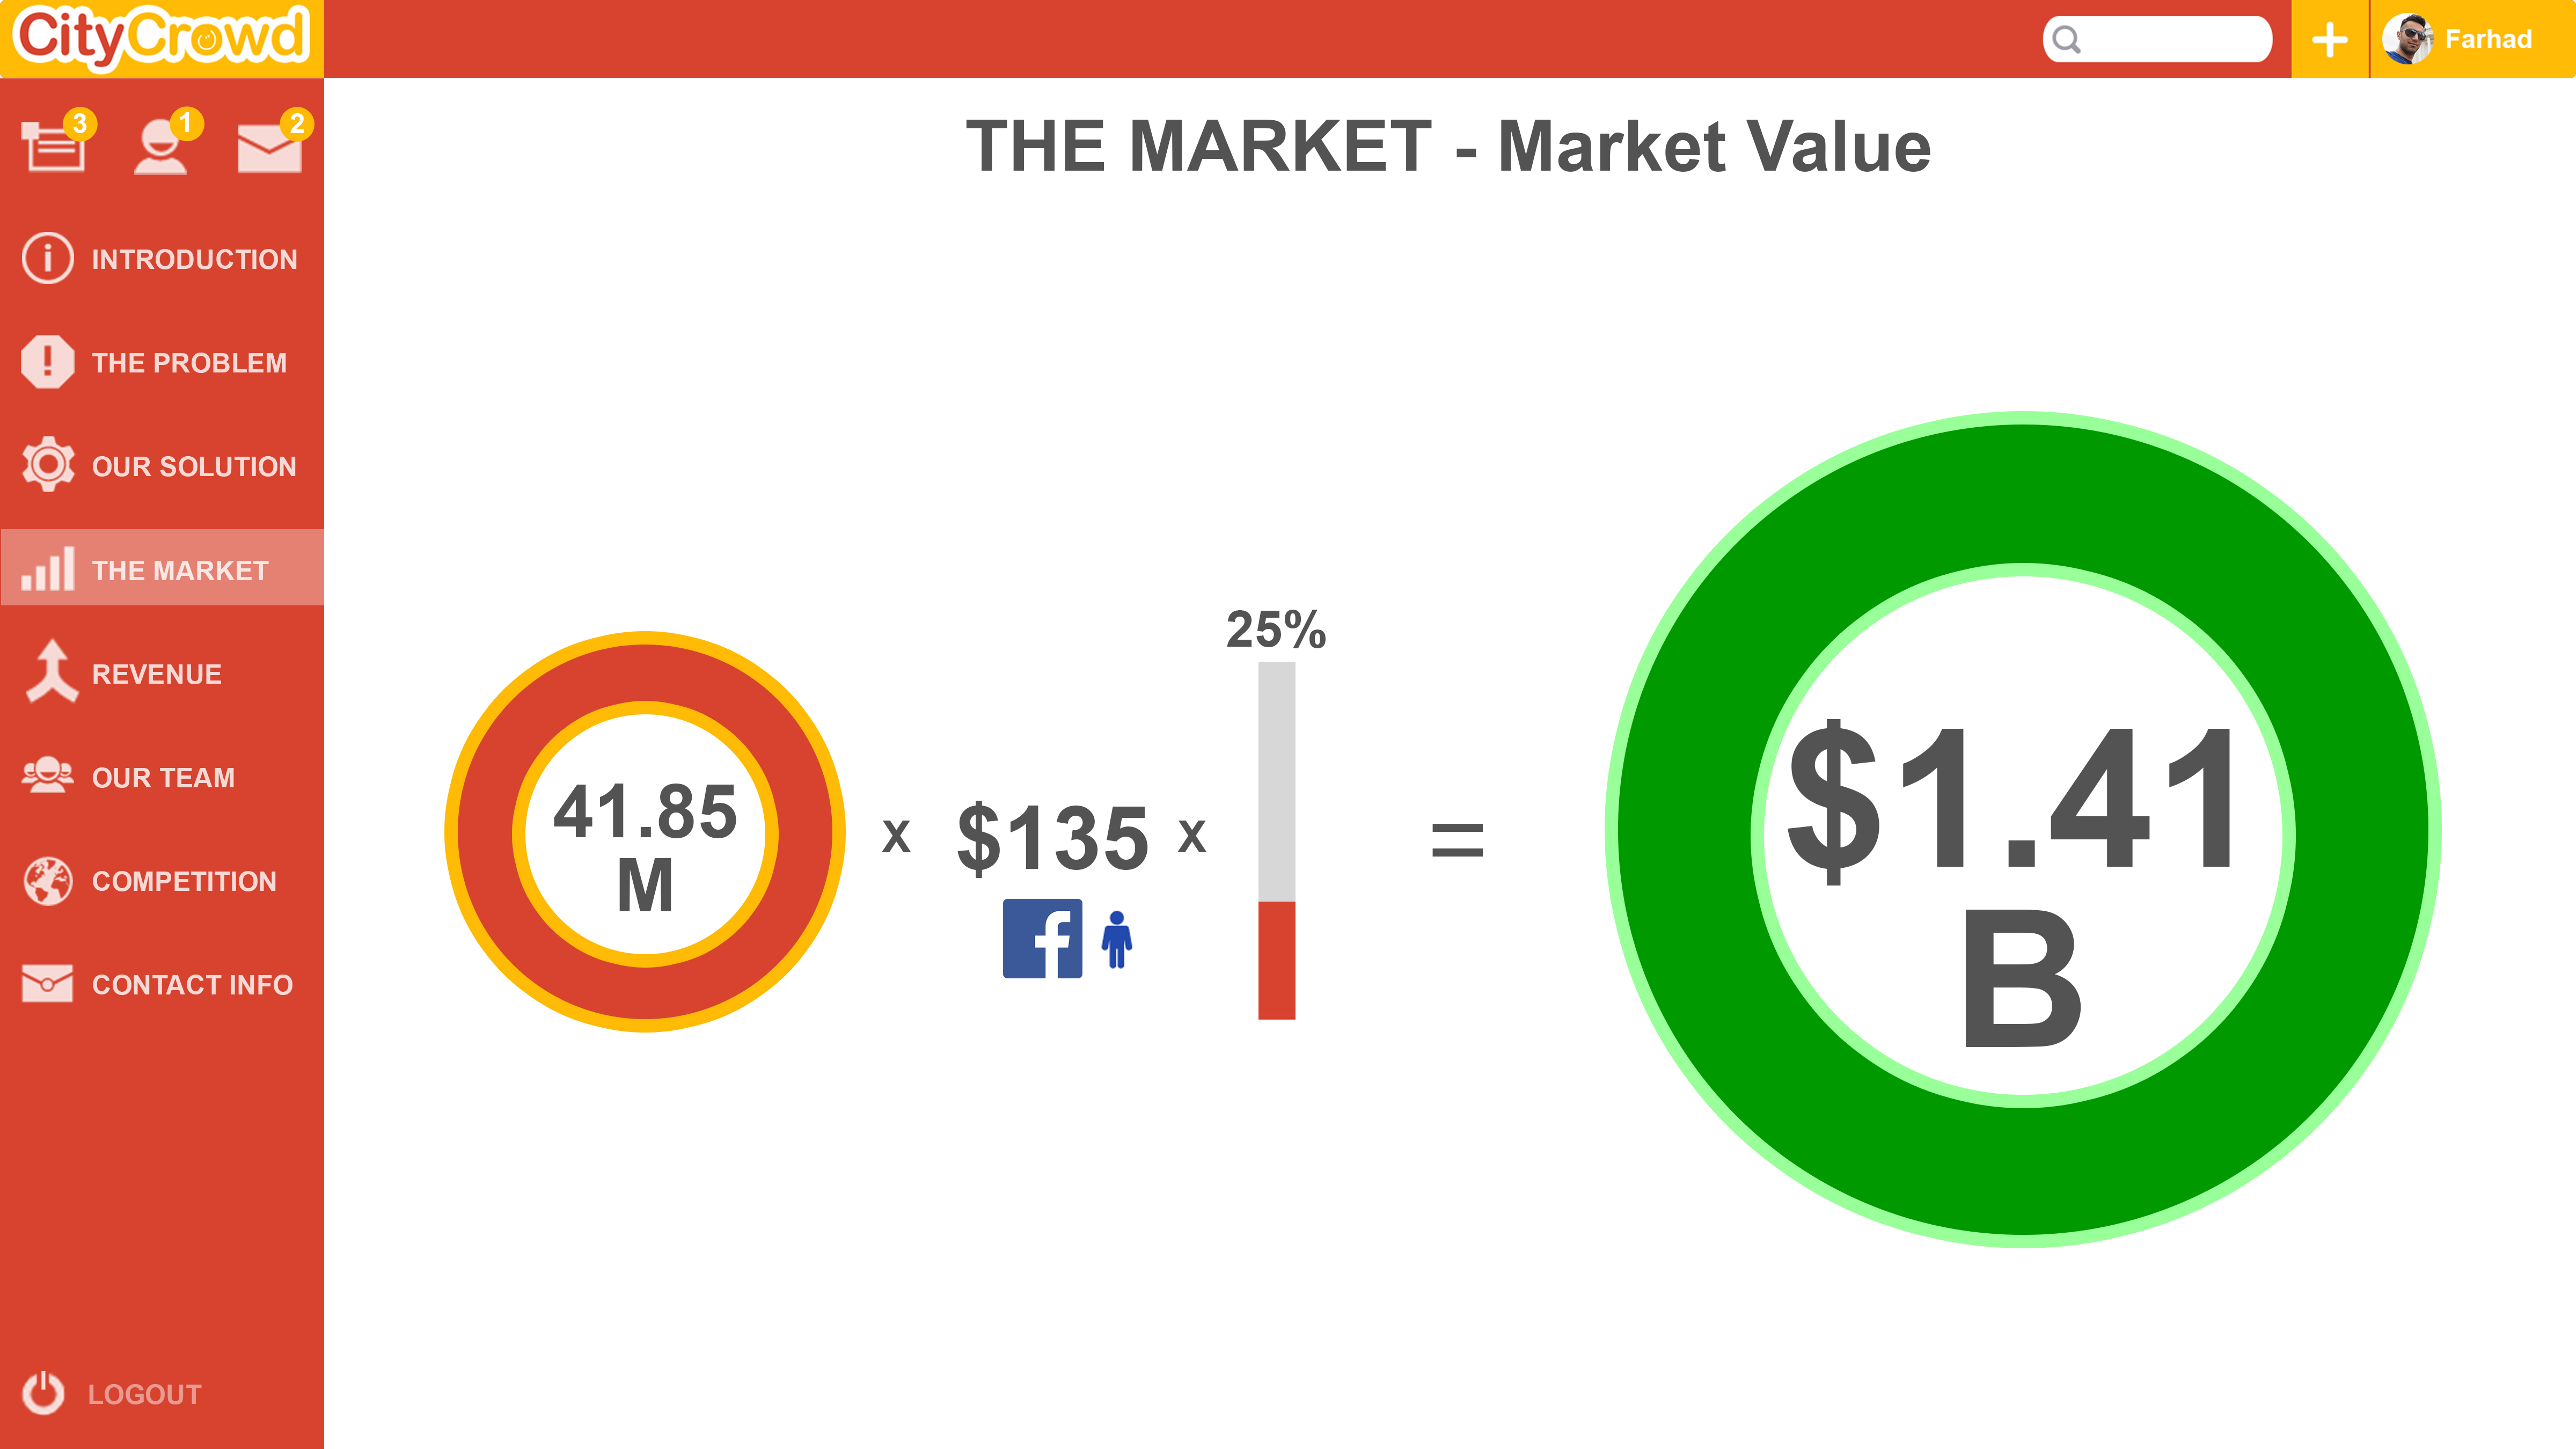 CityCrowd
Farhad
3 1 2
THE MARKET - Market Value
INTRODUCTION
THE PROBLEM
OUR SOLUTION
THE MARKET
REVENUE
OUR TEAM
COMPETITION
CONTACT INFO
LOGOUT
25%
41.85
M
x $135 x
=
$1.41
B